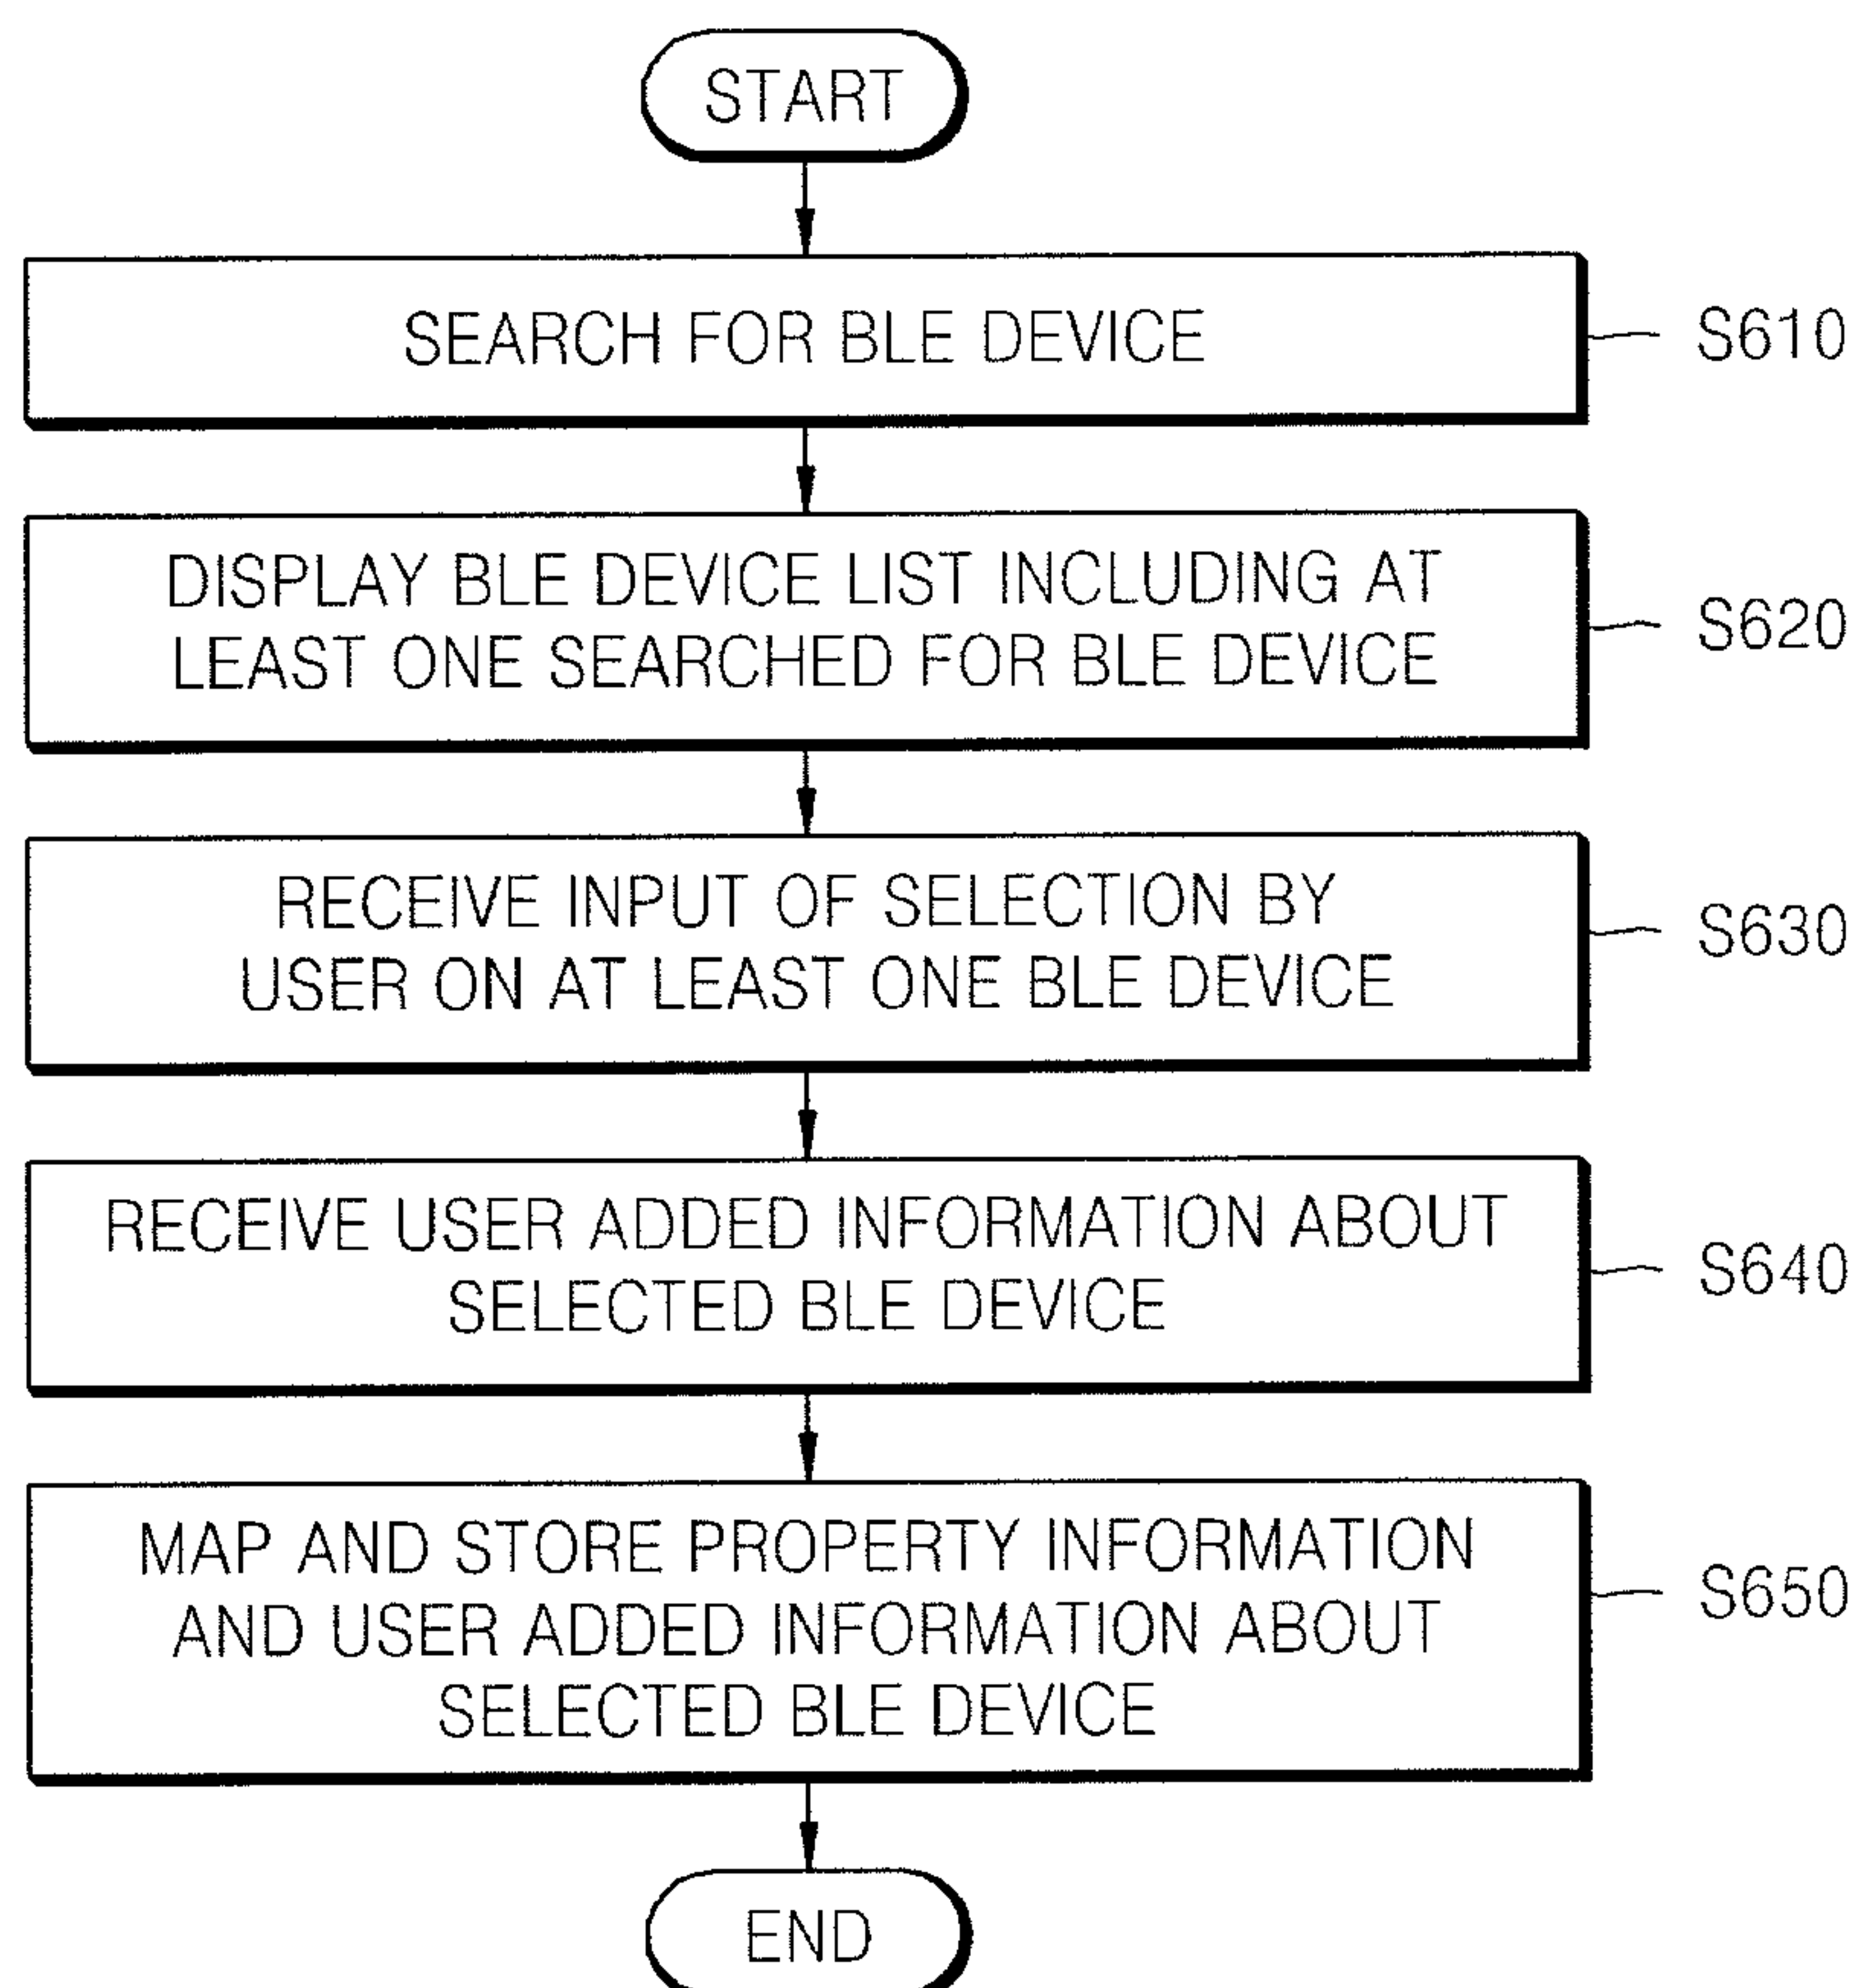 START
SEARCH FOR BLE DEVICE
S610
DISPLAY BLE DEVICE LIST INCLUDING AT
LEAST ONE SEARCHED FOR BLE DEVICE
S620
RECEIVE INPUT OF SELECTION BY
USER ON AT LEAST ONE BLE DEVICE
S630
RECEIVE USER ADDED INFORMATION ABOUT
SELECTED BLE DEVICE
S640
MAP AND STORE PROPERTY INFORMATION
AND USER ADDED INFORMATION ABOUT
SELECTED BLE DEVICE
S650
END